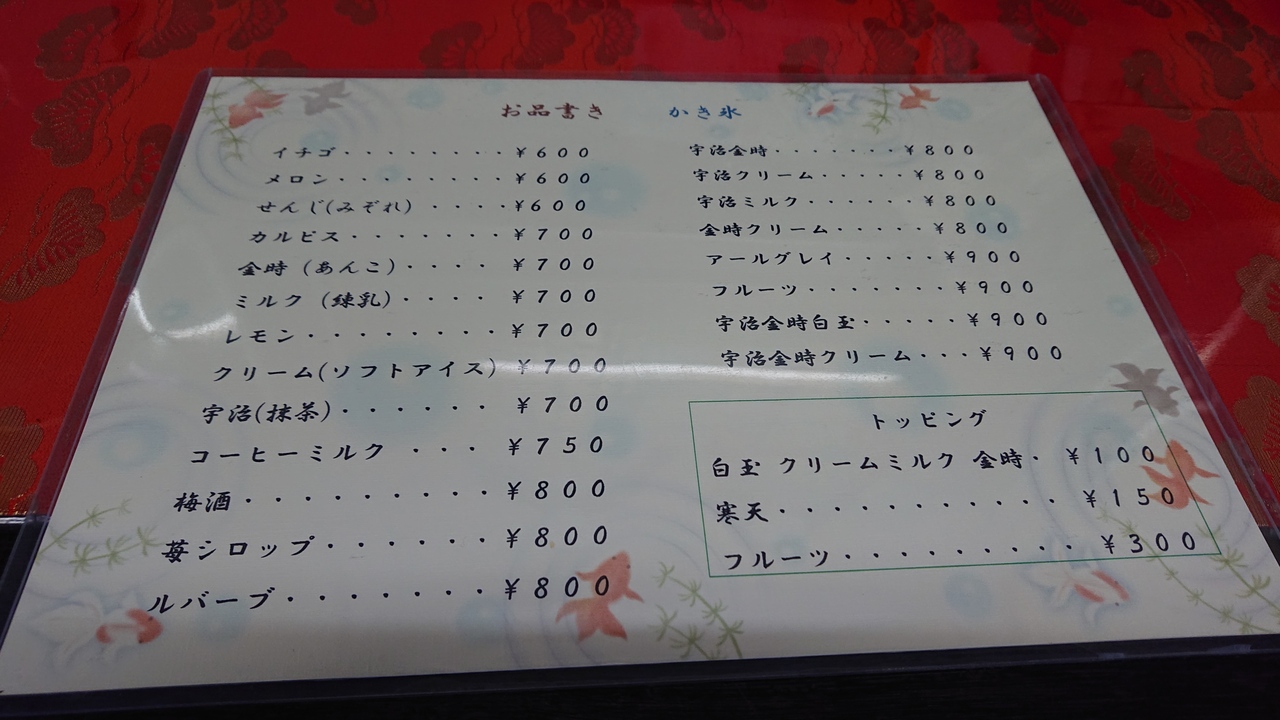 お品書き　かき氷
イチゴ・・・・・・・・・¥600
メロン・・・・・・・・・¥600
せんじ(みぞれ) ・・・・¥600
カルピス・・・・・・・¥700
金時 (あんこ)・・・・¥700
ミルク (練乳)・・・・¥700
レモン・・・・・・・・・¥700
クリーム(ソフトアイス) ¥700
宇治(抹茶)・・・・・・¥700
コーヒーミルク ・・・ ¥750
梅酒・・・・・・・・・・¥800
苺シロップ・・・・・・¥800
ルバーブ・・・・・・・¥800
宇治金時・・・・・・・¥800
宇治クリーム・・・・・¥800
宇治ミルク・・・・・・¥800
金時クリーム・・・・・¥800
アールグレイ・・・・・¥900
フルーツ・・・・・・・¥900
宇治金時白玉・・・・・¥900
宇治金時クリーム・・・¥900
トッピング
白玉 クリームミルク 金時・ ¥100
寒天・・・・・・・・・・・ ¥150
フルーツ・・・・・・・・・ ¥300